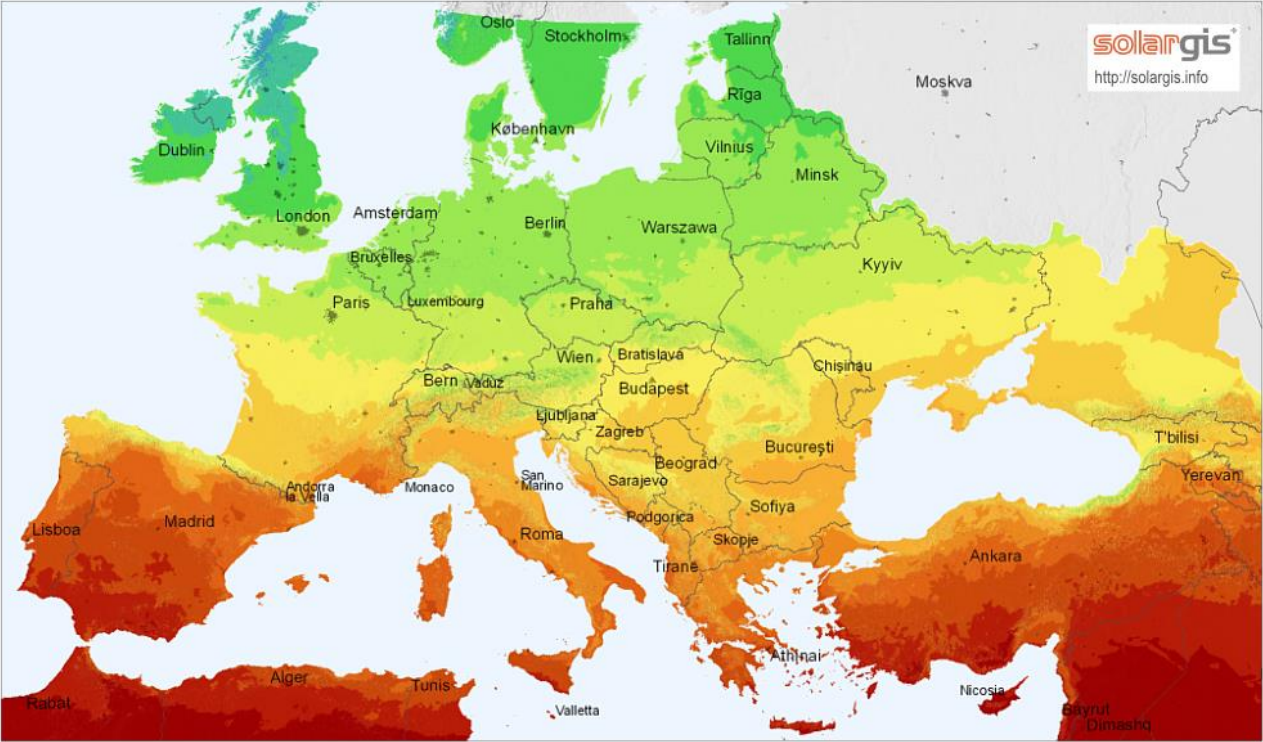 Oslo
Stockholm
Tallinn
solargis
http://solargis.info
Moskva
Rīga
København
Dublin
Vilnius
Minsk
London
Amsterdam
Berlin
Warszawa
Bruxelles
Kyyiv
Paris
Luxembourg
Praha
Wien
Bratislava
Chişinau
Bern
Vaduz
Budapest
Ljubljana
Zagreb
T'bilisi
Bucureşti
Beograd
Yerevan
Andorra
la Vella
Monaco
San
Marino
Sarajevo
Lisboa
Madrid
Podgorica
Sofiya
Roma
Skopje
Ankara
Tirane
Athinai
Alger
Tunis
Nicosia
Rabat
Valletta
Bayrut
Dimashq